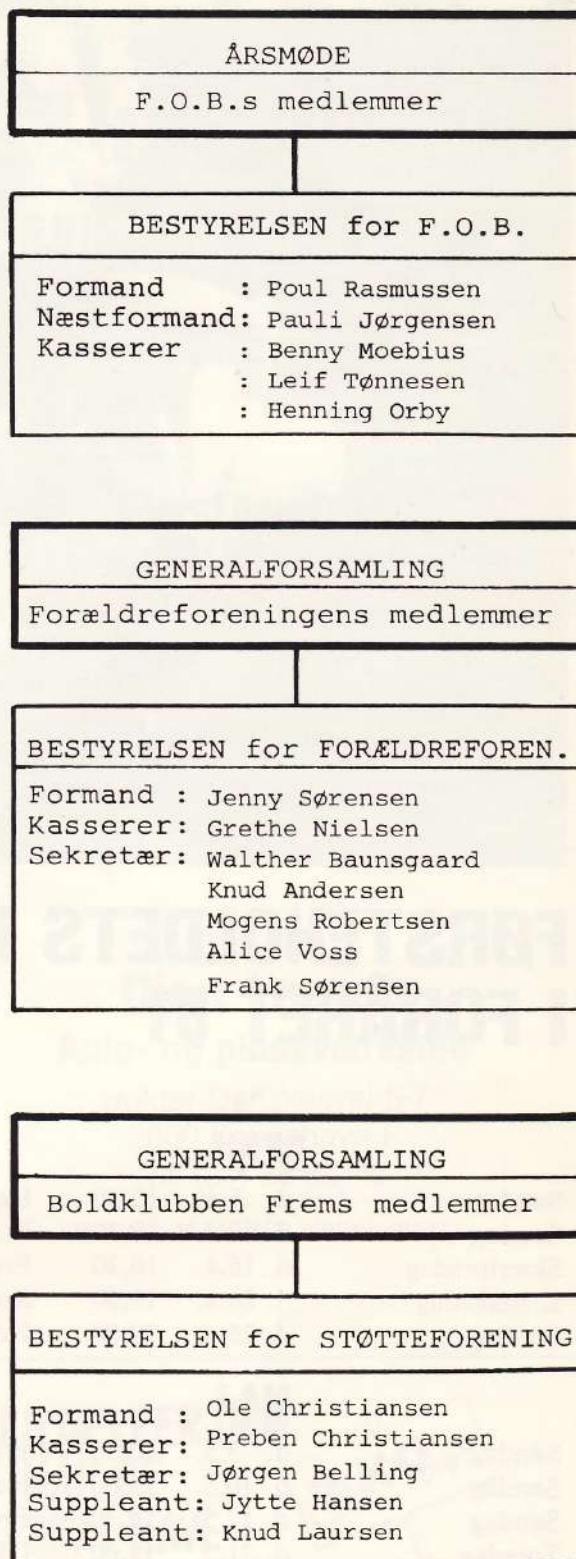 ÅRSMØDE
F.O.B.s medlemmer
BESTYRELSEN for F.O.B.
Formand : Poul Rasmussen
Næstformand: Pauli Jørgensen
Kasserer : Benny Moebius
: Leif Tønnesen
: Henning Orby
GENERALFORSAMLING
Forældreforeningens medlemmer
BESTYRELSEN for FORÆLDREFOREN.
Formand : Jenny Sørensen
Kasserer: Grethe Nielsen
Sekretær: Walther Baunsgaard
Knud Andersen
Mogens Robertsen
Alice Voss
Frank Sørensen
GENERALFORSAMLING
Boldklubben Frems medlemmer
BESTYRELSEN for STØTTEFORENING
Formand : Ole Christiansen
Kasserer: Preben Christiansen
Sekretær: Jørgen Belling
Suppleant: Jytte Hansen
Suppleant: Knud Laursen